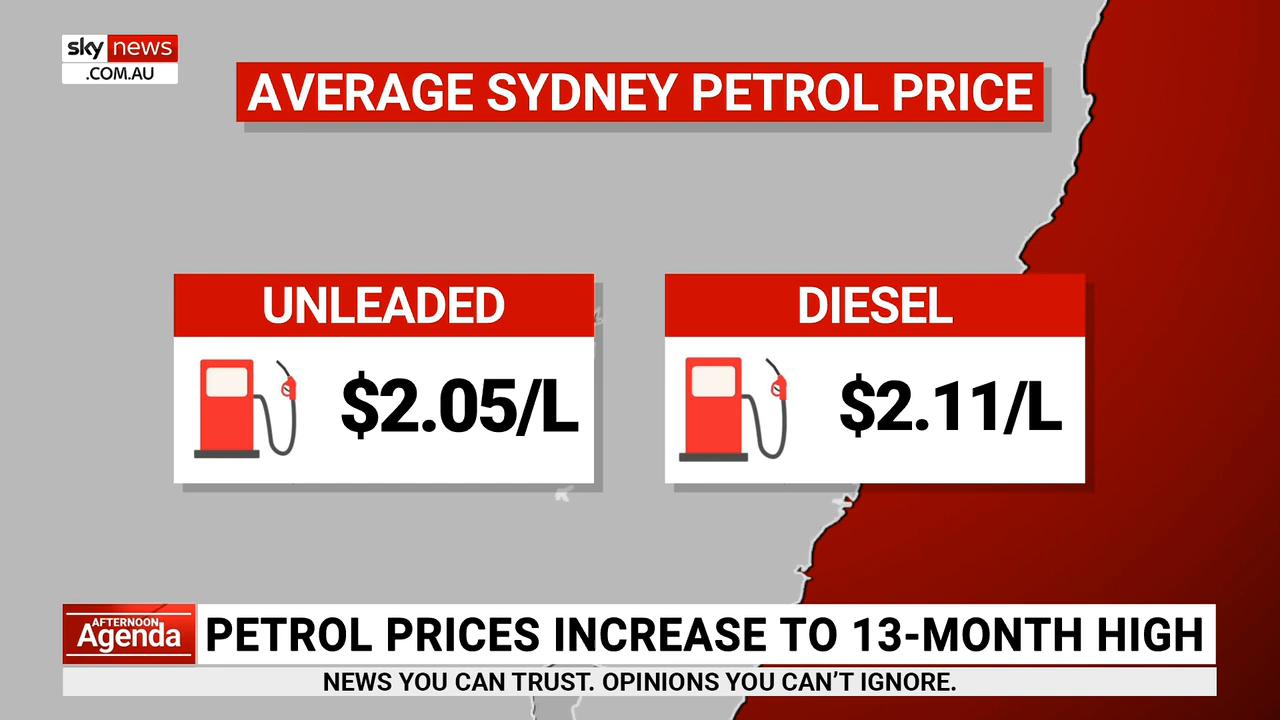 sky news
.COM.AU
AVERAGE SYDNEY PETROL PRICE
UNLEADED
$2.05/L
DIESEL
$2.11/L
AFTERNOON
Agenda
PETROL PRICES INCREASE TO 13-MONTH HIGH
NEWS YOU CAN TRUST. OPINIONS YOU CAN'T IGNORE.